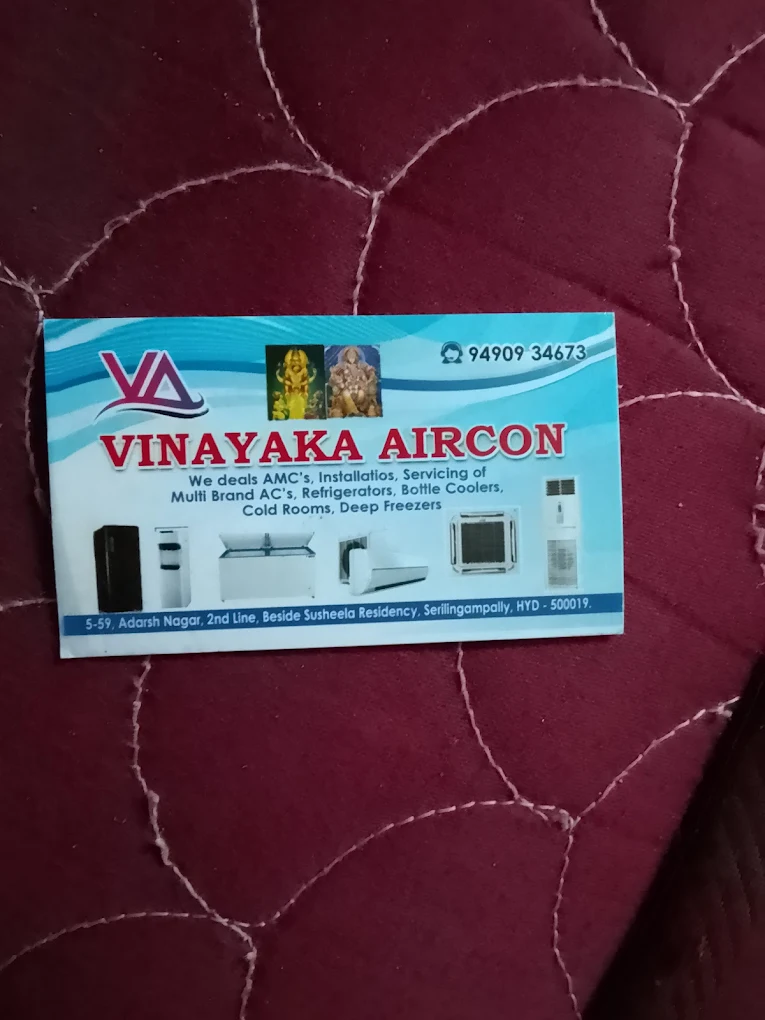 VA
94909 34673
VINAYAKA AIRCON
We deals AMC's, Installatios, Servicing of
Multi Brand AC's, Refrigerators, Bottle Coolers,
Cold Rooms, Deep Freezers
5-59, Adarsh Nagar, 2nd Line, Beside Susheela Residency, Serilingampally, HYD - 500019.